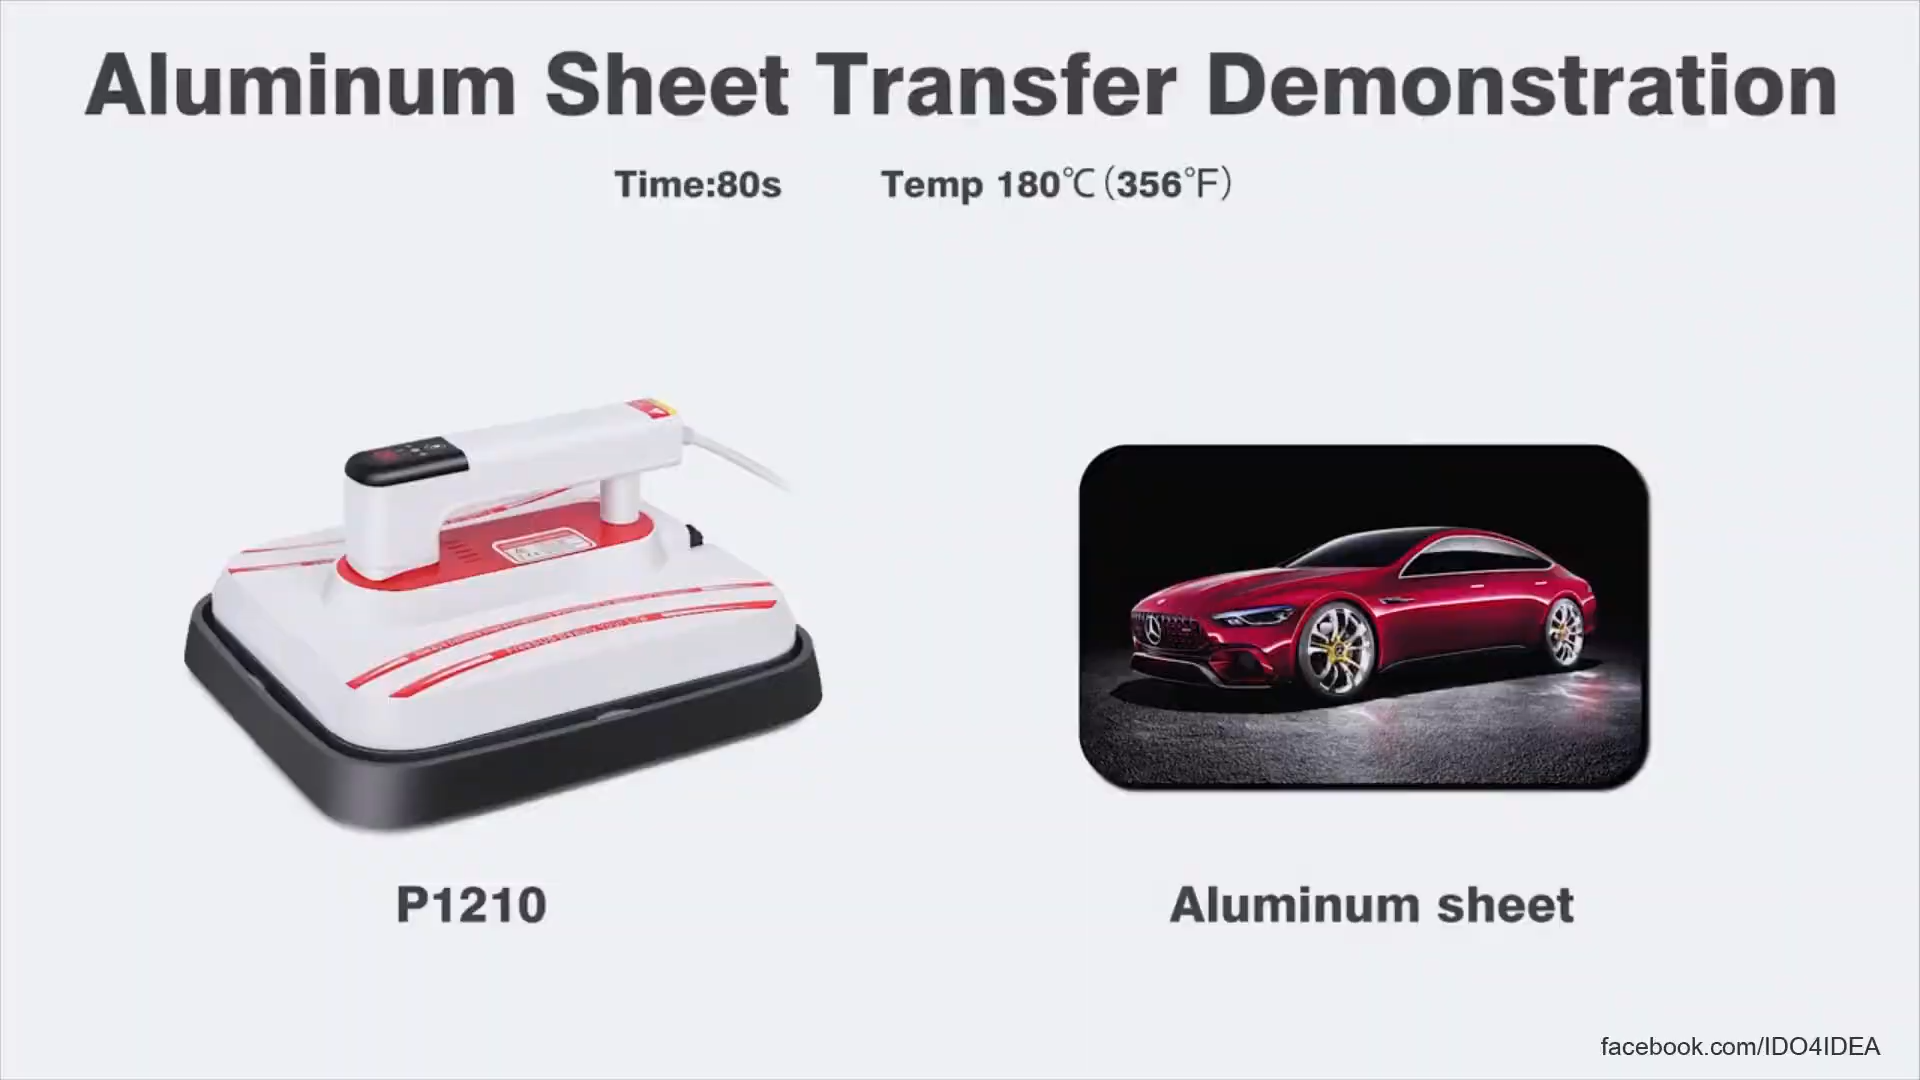 Aluminum Sheet Transfer Demonstration
Time:80s Temp 180℃(356℉)
P1210
Aluminum sheet
facebook.com/IDO4IDEA